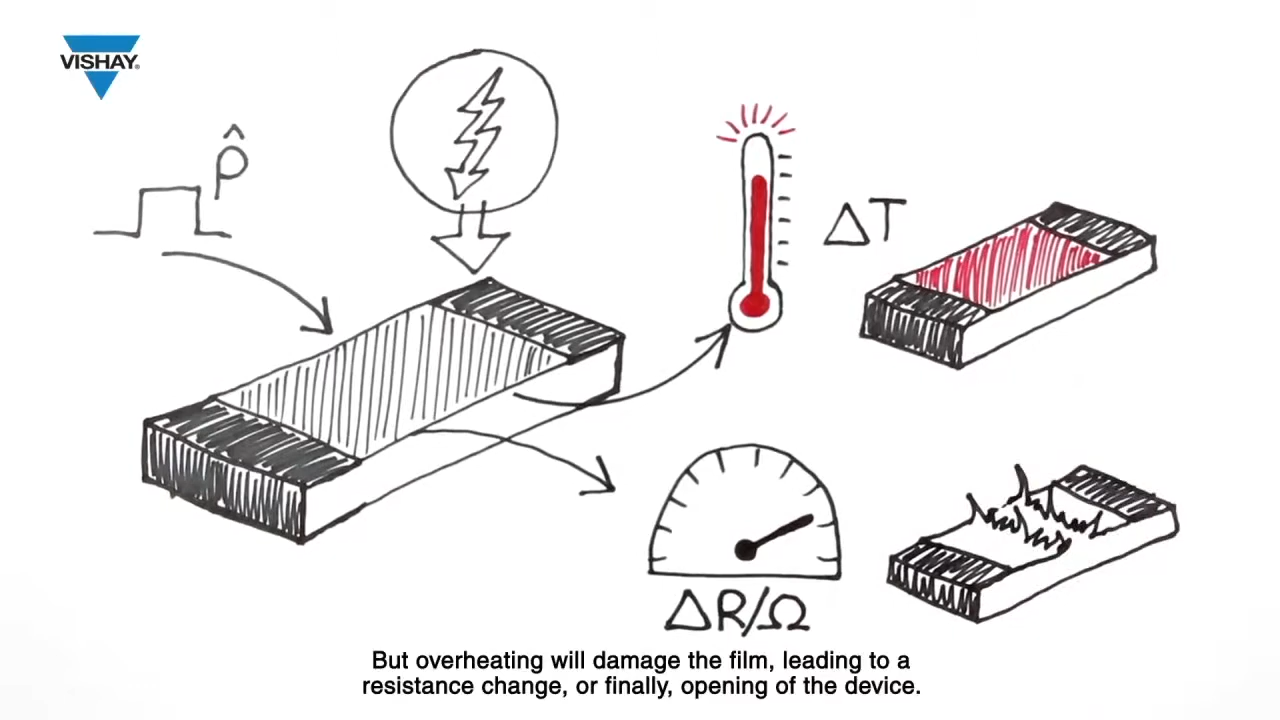 VISHAY.
p̂
ΔT
ΔR/Ω
But overheating will damage the film, leading to a
resistance change, or finally, opening of the device.